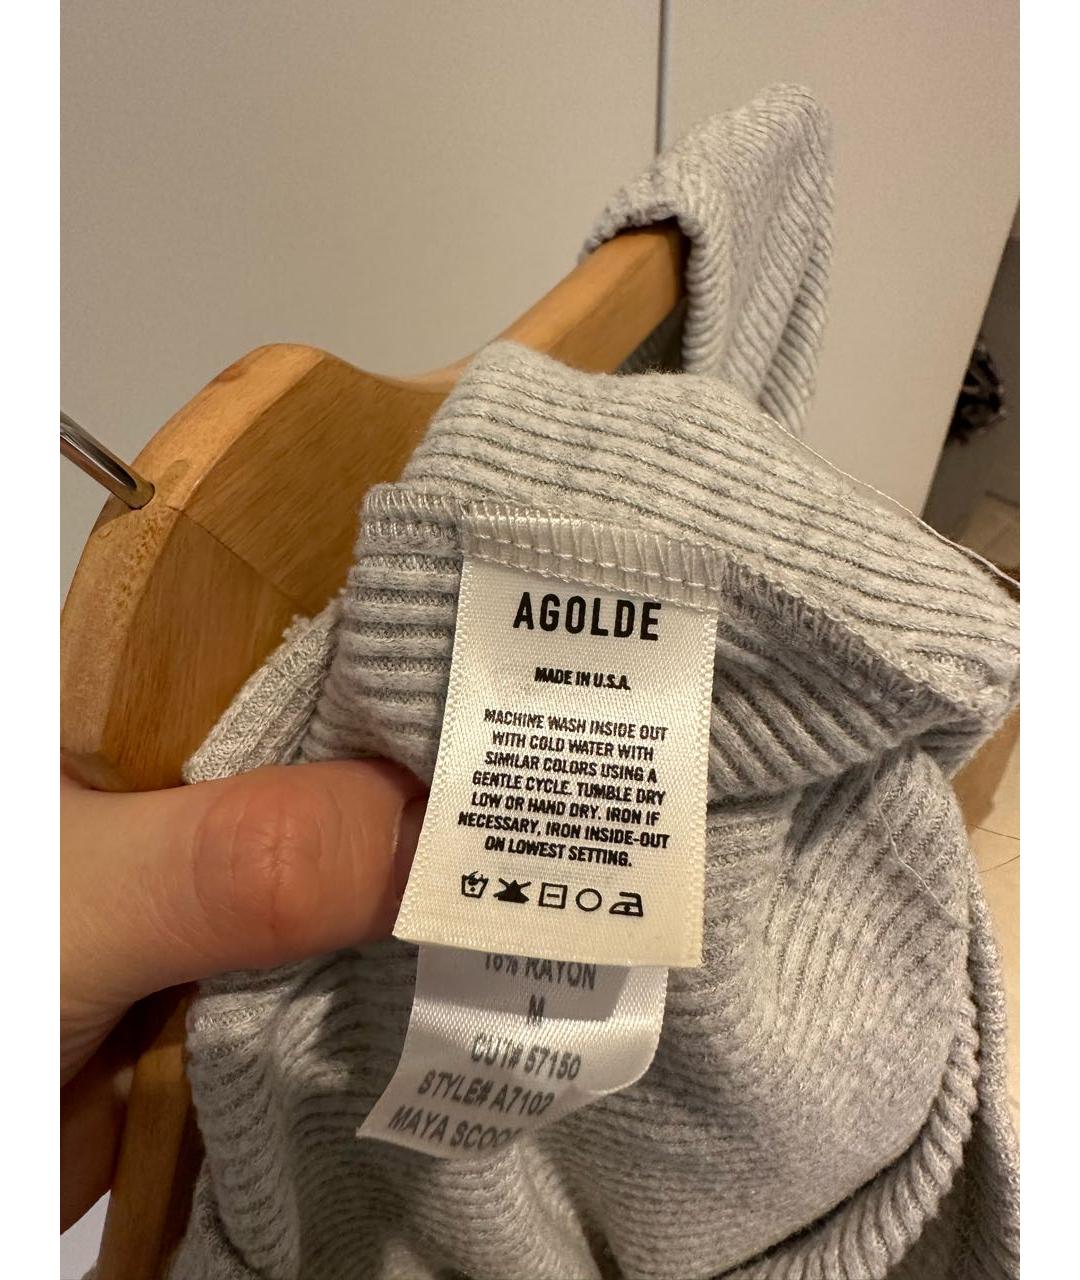 AGOLDE
MADE IN U.S.A.
MACHINE WASH INSIDE OUT
WITH COLD WATER WITH
SIMILAR COLORS USING A
GENTLE CYCLE. TUMBLE DRY
LOW OR HAND DRY. IRON IF
NECESSARY, IRON INSIDE-OUT
ON LOWEST SETTING.
16% RAYON
M
CUT# 57150
STYLE# A7102
MAYA